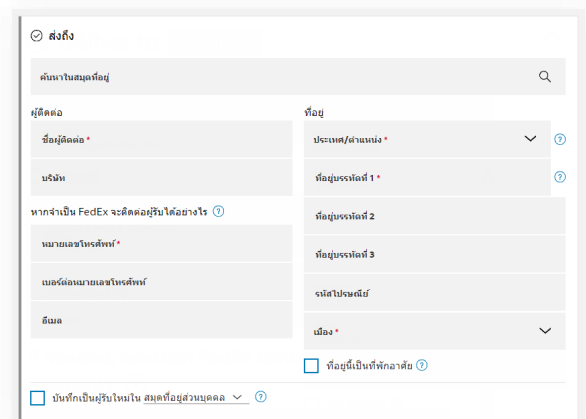 ส่งถึง
ค้นหาในสมุดที่อยู่
ผู้ติดต่อ
ชื่อผู้ติดต่อ *
บริษัท
หากจำเป็น FedEx จะติดต่อผู้รับได้อย่างไร ?
หมายเลขโทรศัพท์ *
เบอร์ต่อหมายเลขโทรศัพท์
อีเมล
ที่อยู่
ประเทศ/ตำแหน่ง * ?
ที่อยู่บรรทัดที่ 1 * ?
ที่อยู่บรรทัดที่ 2
ที่อยู่บรรทัดที่ 3
รหัสไปรษณีย์
เมือง *
ที่อยู่นี้เป็นที่พักอาศัย ?
บันทึกเป็นผู้รับใหม่ใน สมุดที่อยู่ส่วนบุคคล ?